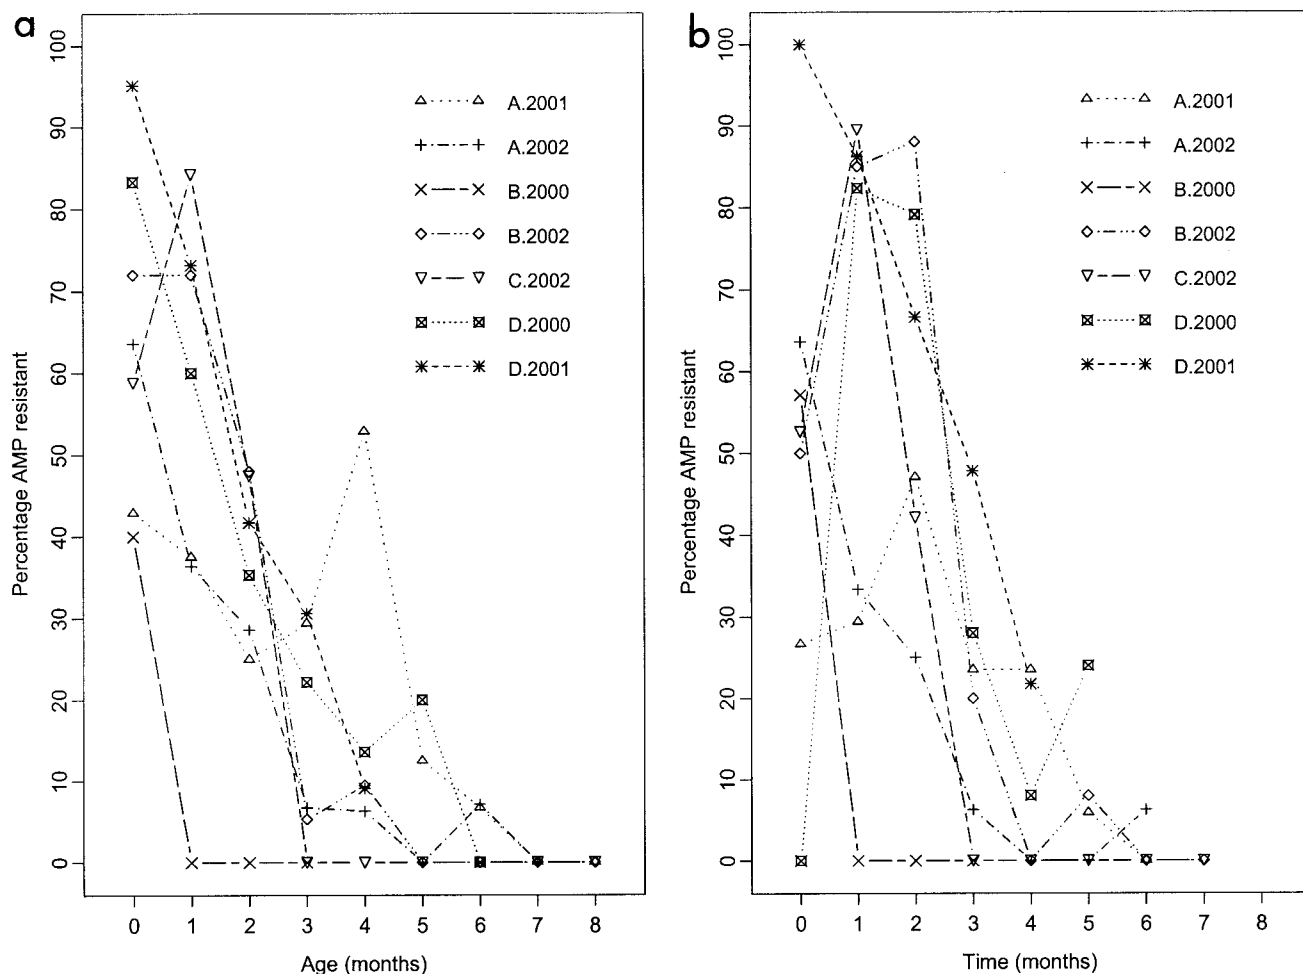 a
100
90
80
70
60
50
40
30
20
10
0
Percentage AMP resistant
A.2001
A.2002
B.2000
B.2002
C.2002
D.2000
D.2001
0 1 2 3 4 5 6 7 8
Age (months)
b
100
90
80
70
60
50
40
30
20
10
0
Percentage AMP resistant
A.2001
A.2002
B.2000
B.2002
C.2002
D.2000
D.2001
0 1 2 3 4 5 6 7 8
Time (months)